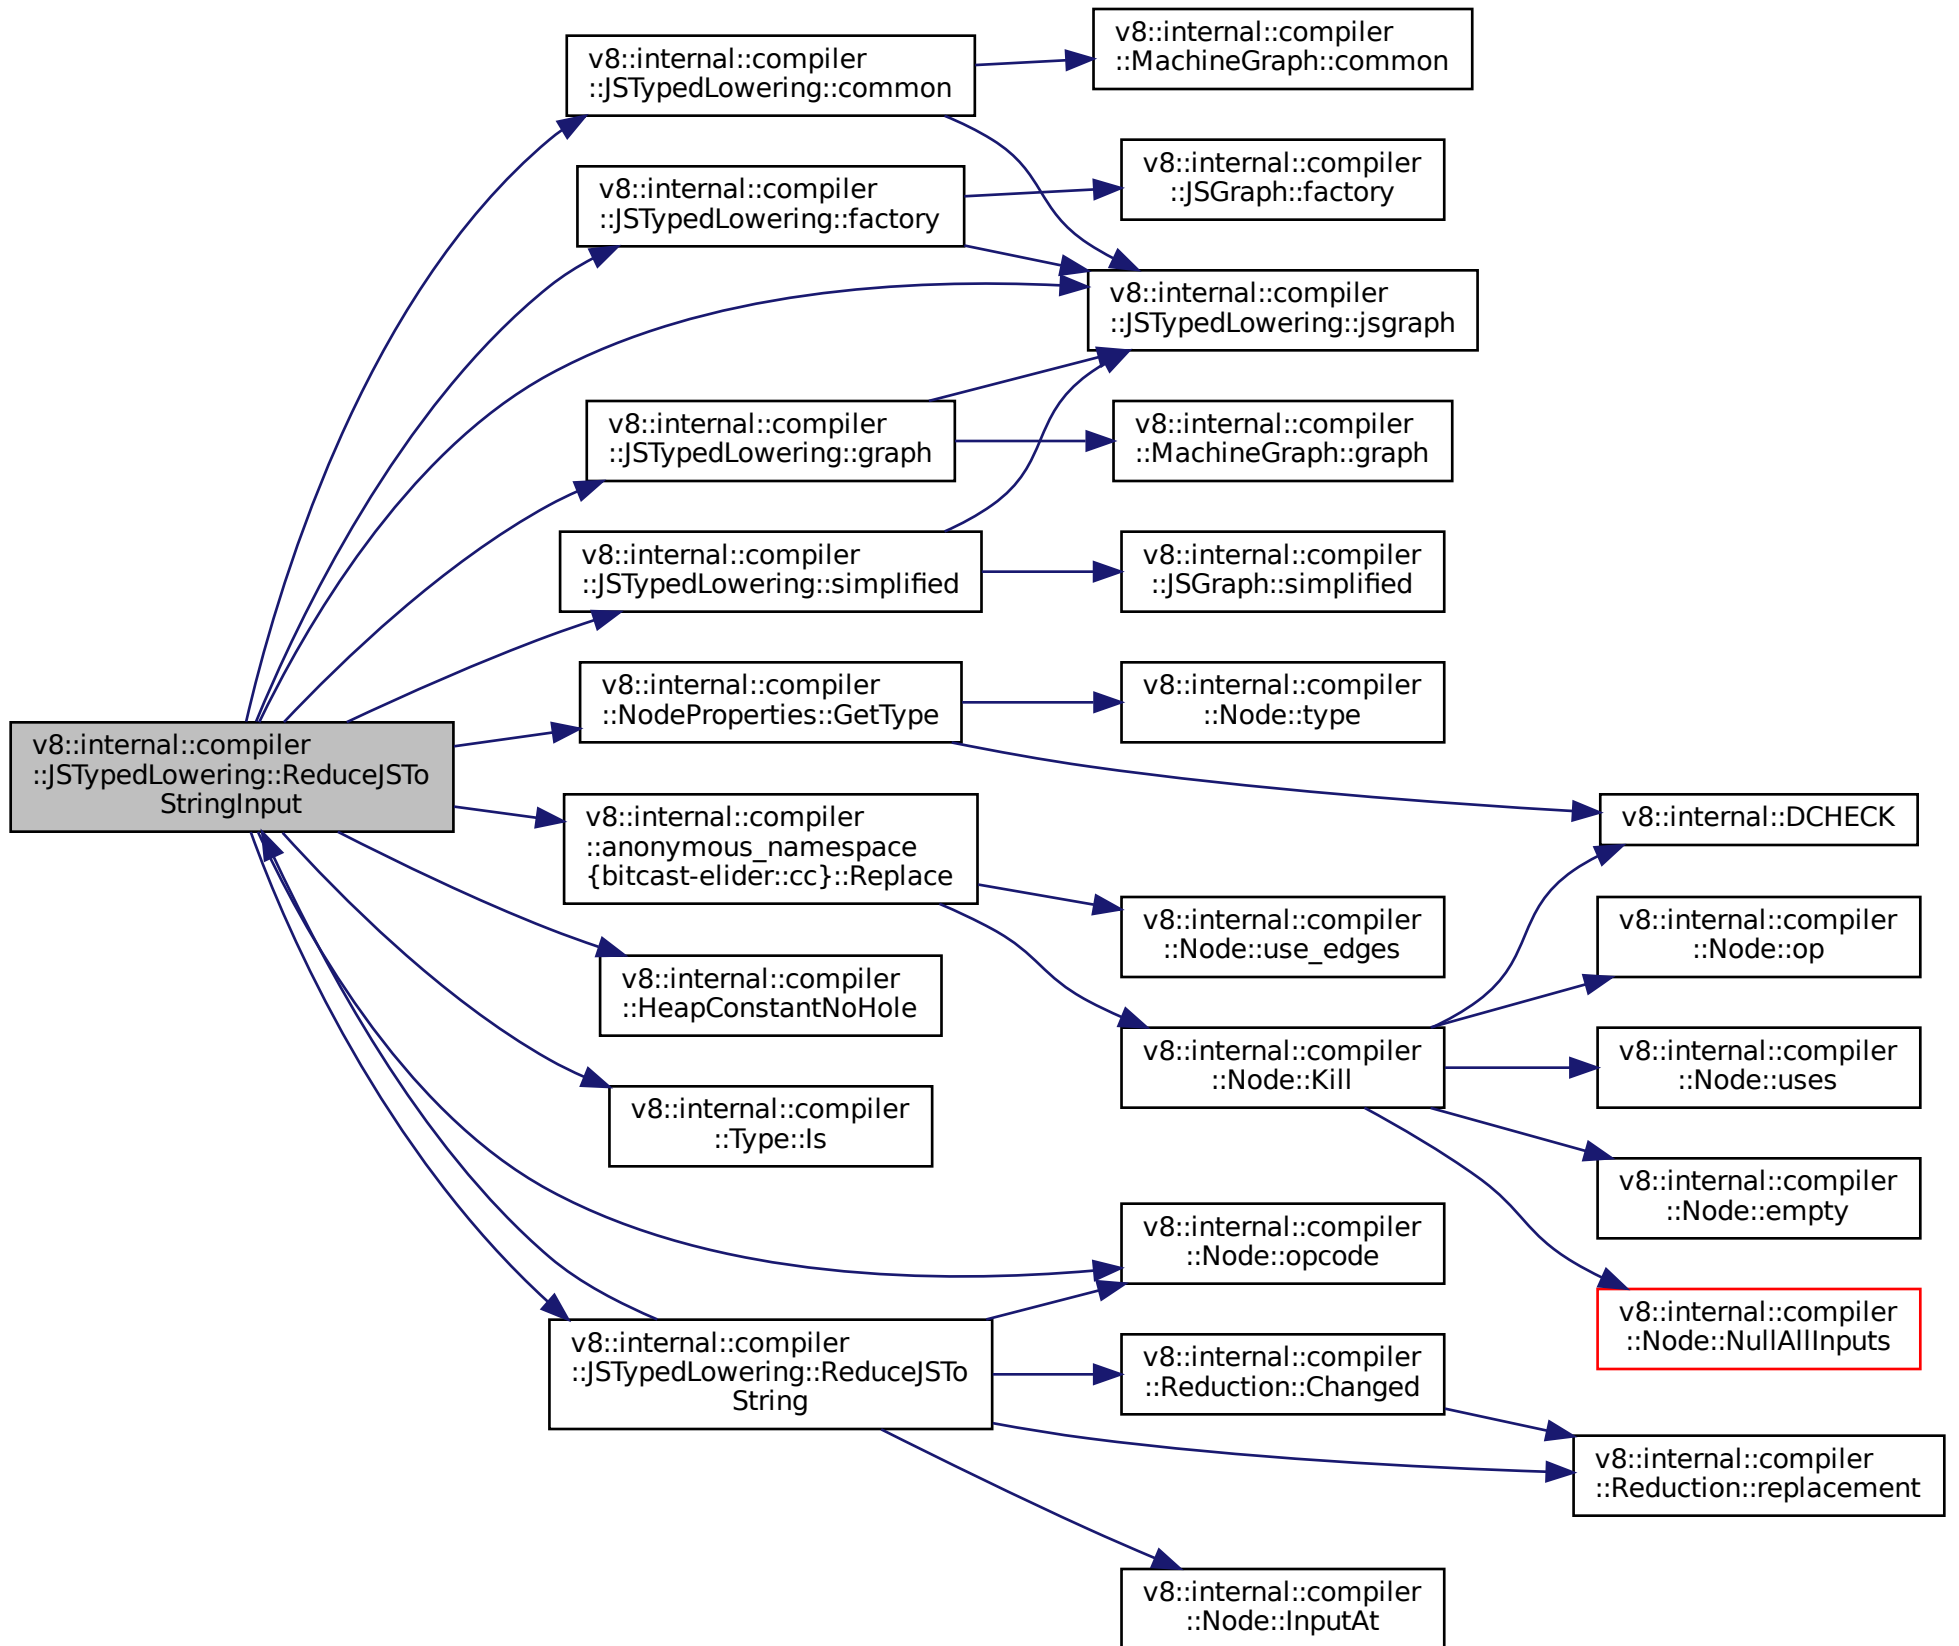 v8::internal::compiler
::JSTypedLowering::ReduceJSTo
StringInput
v8::internal::compiler
::JSTypedLowering::common
v8::internal::compiler
::JSTypedLowering::factory
v8::internal::compiler
::JSTypedLowering::graph
v8::internal::compiler
::JSTypedLowering::simplified
v8::internal::compiler
::NodeProperties::GetType
v8::internal::compiler
::anonymous_namespace
{bitcast-elider::cc}::Replace
v8::internal::compiler
::HeapConstantNoHole
v8::internal::compiler
::Type::Is
v8::internal::compiler
::JSTypedLowering::ReduceJSTo
String
v8::internal::compiler
::MachineGraph::common
v8::internal::compiler
::JSGraph::factory
v8::internal::compiler
::JSTypedLowering::jsgraph
v8::internal::compiler
::MachineGraph::graph
v8::internal::compiler
::JSGraph::simplified
v8::internal::compiler
::Node::type
v8::internal::compiler
::Node::use_edges
v8::internal::compiler
::Node::Kill
v8::internal::compiler
::Node::opcode
v8::internal::compiler
::Reduction::Changed
v8::internal::compiler
::Node::InputAt
v8::internal::DCHECK
v8::internal::compiler
::Node::op
v8::internal::compiler
::Node::uses
v8::internal::compiler
::Node::empty
v8::internal::compiler
::Node::NullAllInputs
v8::internal::compiler
::Reduction::replacement